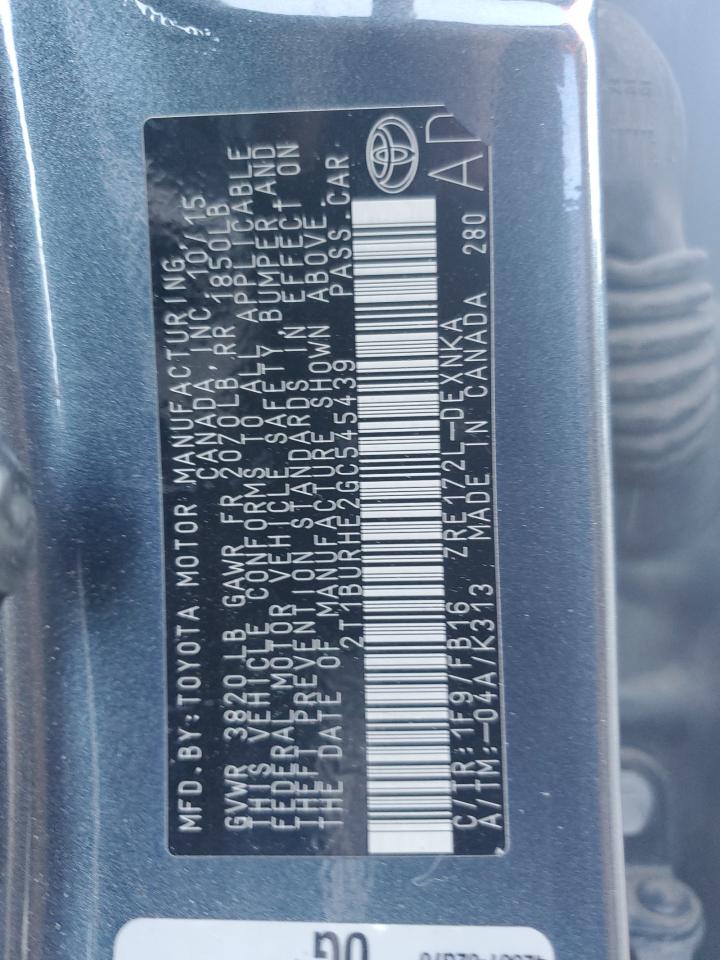 MFD.BY:TOYOTA MOTOR MANUFACTURING
CANADA,INC. 10/15
GVWR 3820LB GAWR FR 2070LB RR 1850LB
THIS VEHICLE CONFORMS TO ALL APPLICABLE
FEDERAL MOTOR VEHICLE SAFETY, BUMPER AND
THEFT PREVENTION STANDARDS IN EFFECT ON
THE DATE OF MANUFACTURE SHOWN ABOVE.
2T1BURHE2GC545439 PASS.CAR
C/TR:1F9/FB16 ZRE172L-DEXNKA
A/TM:-04A/K313 MADE IN CANADA 280